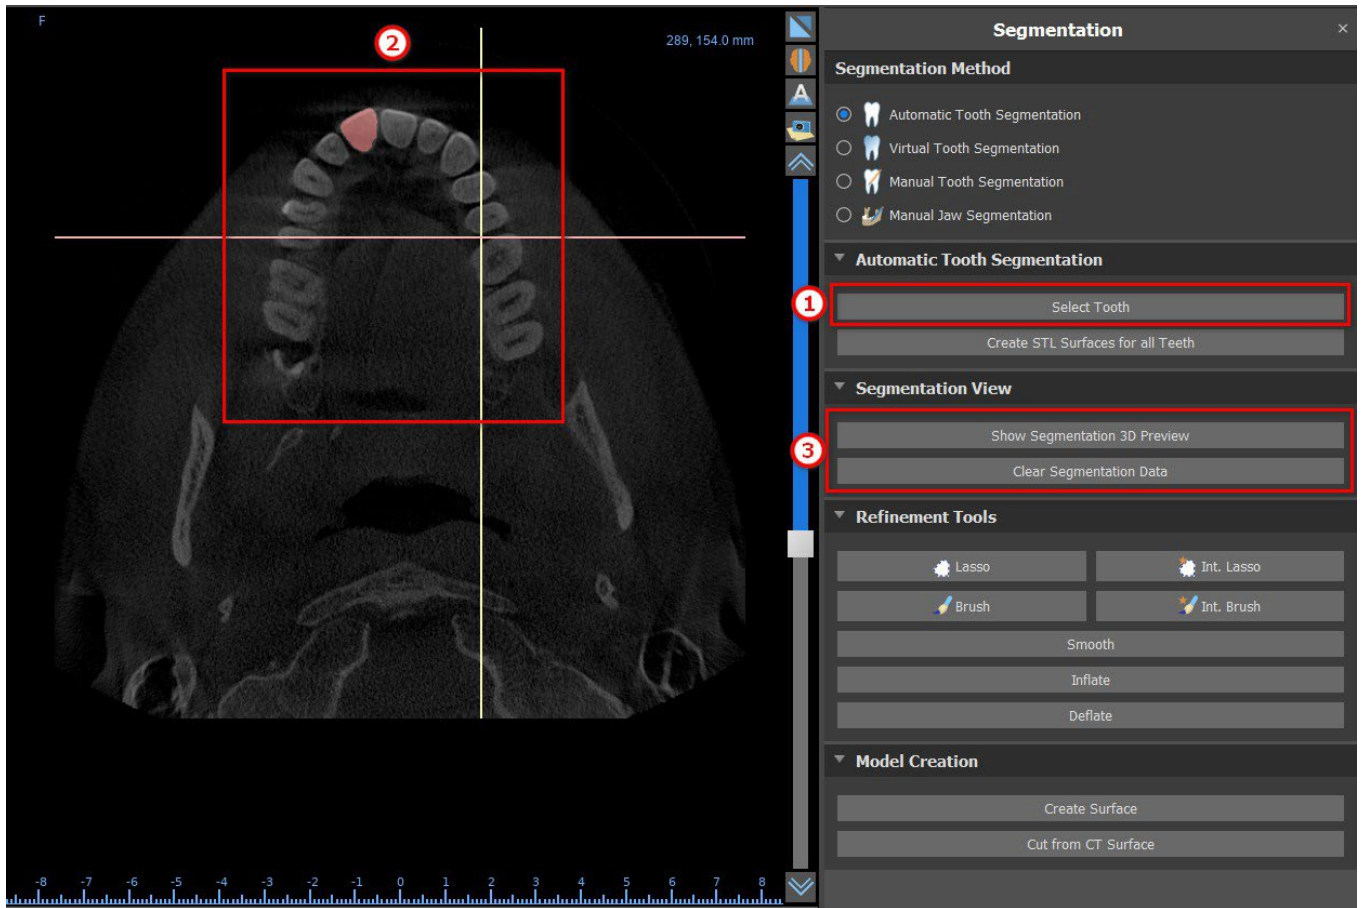 F
289, 154.0 mm
2
Segmentation
×
Segmentation Method
A
Automatic Tooth Segmentation
Virtual Tooth Segmentation
Manual Tooth Segmentation
Manual Jaw Segmentation
Automatic Tooth Segmentation
1
Select Tooth
Create STL Surfaces for all Teeth
Segmentation View
3
Show Segmentation 3D Preview
Clear Segmentation Data
Refinement Tools
Lasso
Int. Lasso
Brush
Int. Brush
Smooth
Inflate
Deflate
Model Creation
Create Surface
Cut from CT Surface
-8 -7 -6 -5 -4 -3 -2 -1 0 1 2 3 4 5 6 7 8